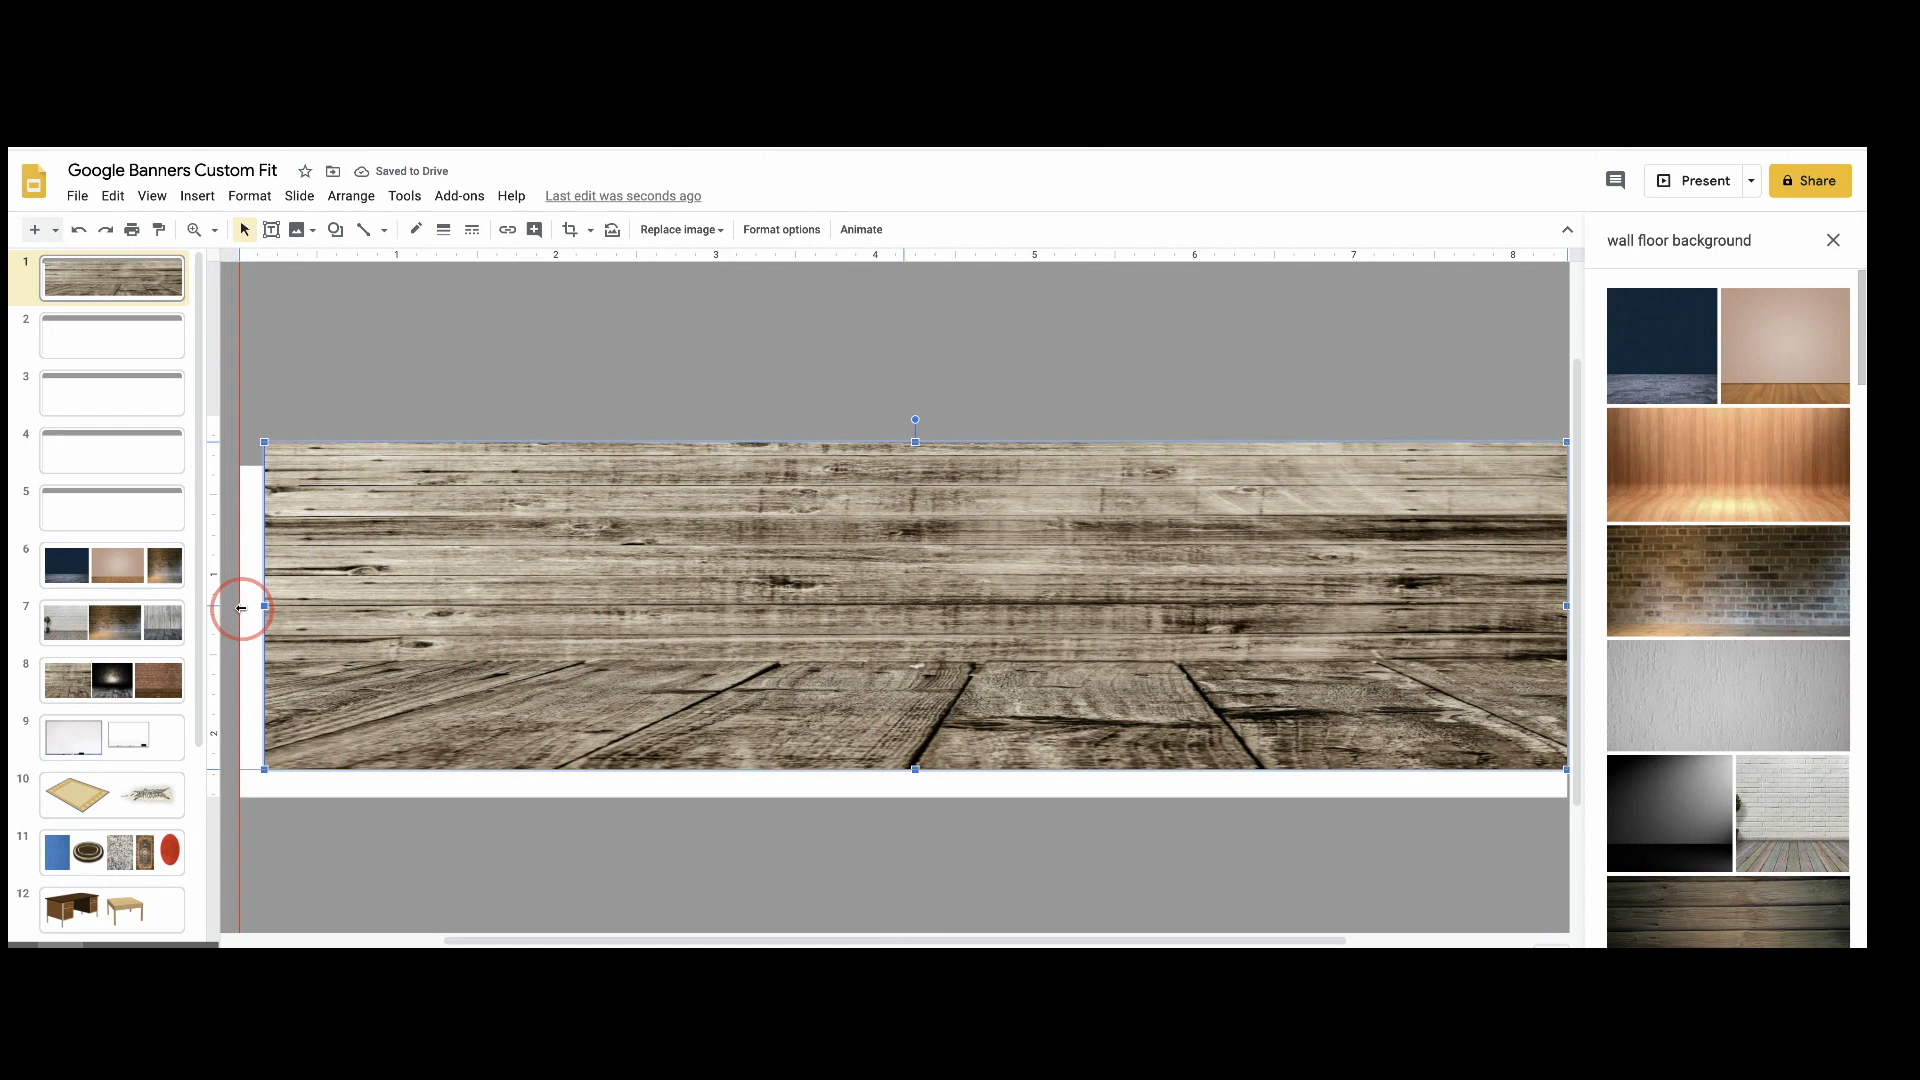 Google Banners Custom Fit
Saved to Drive
File Edit View Insert Format Slide Arrange Tools Add-ons Help Last edit was seconds ago
Present
Share
Replace image
Format options
Animate
wall floor background
1 2 3 4 5 6 7 8
1
2
1
2
3
4
5
6
7
8
9
10
11
12